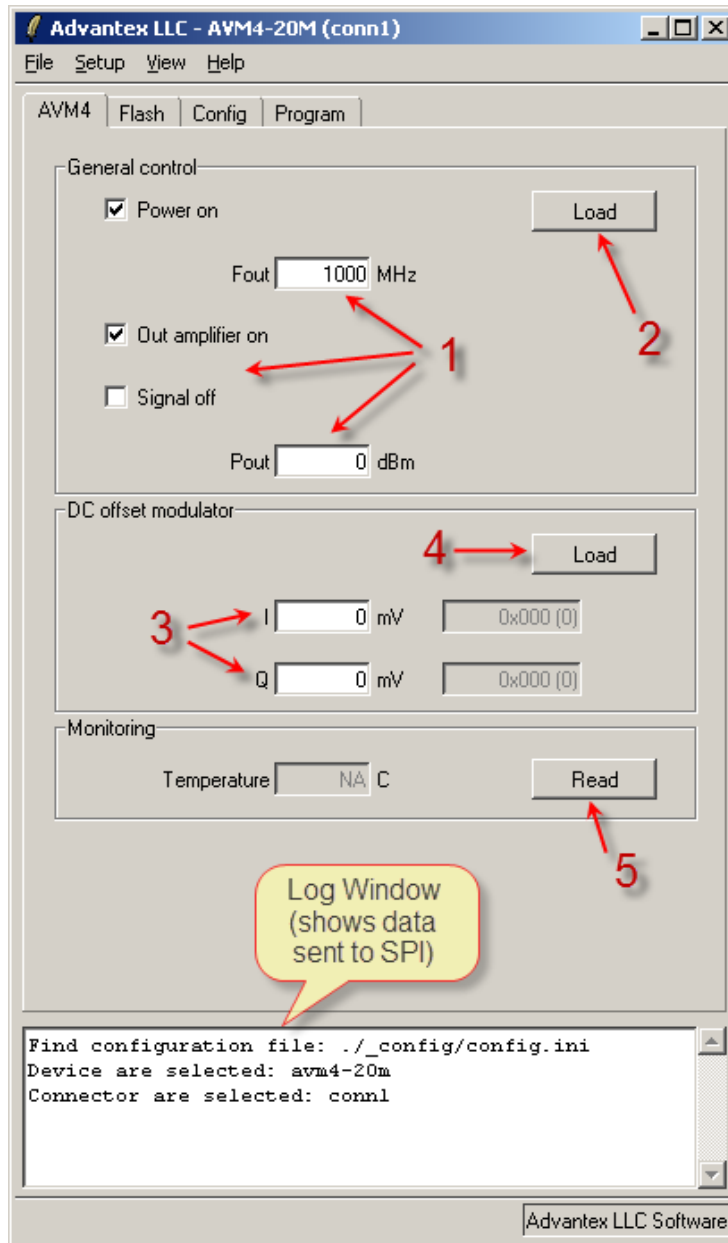 Advantex LLC - AVM4-20M (conn1)
File Setup View Help
AVM4 Flash Config Program
General control
Power on Load
Fout 1000 MHz
2
Out amplifier on
1
Signal off
Pout 0 dBm
DC offset modulator
4 Load
3
I 0 mV 0x000 (0)
Q 0 mV 0x000 (0)
Monitoring
Temperature NA C Read
5
Log Window
(shows data
sent to SPI)
Find configuration file: ./_config/config.ini
Device are selected: avm4-20m
Connector are selected: conn1
Advantex LLC Software